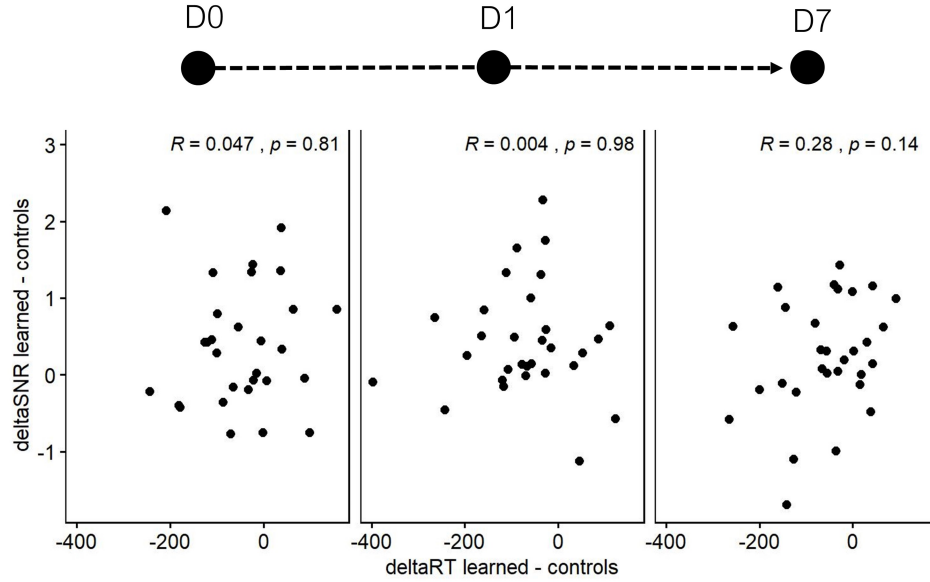 D0 D1 D7
R = 0.047 , p = 0.81 R = 0.004 , p = 0.98 R = 0.28 , p = 0.14
3
2
1
0
-1
deltaSNR learned - controls
-400 -200 0 -400 -200 0 -400 -200 0
deltaRT learned - controls